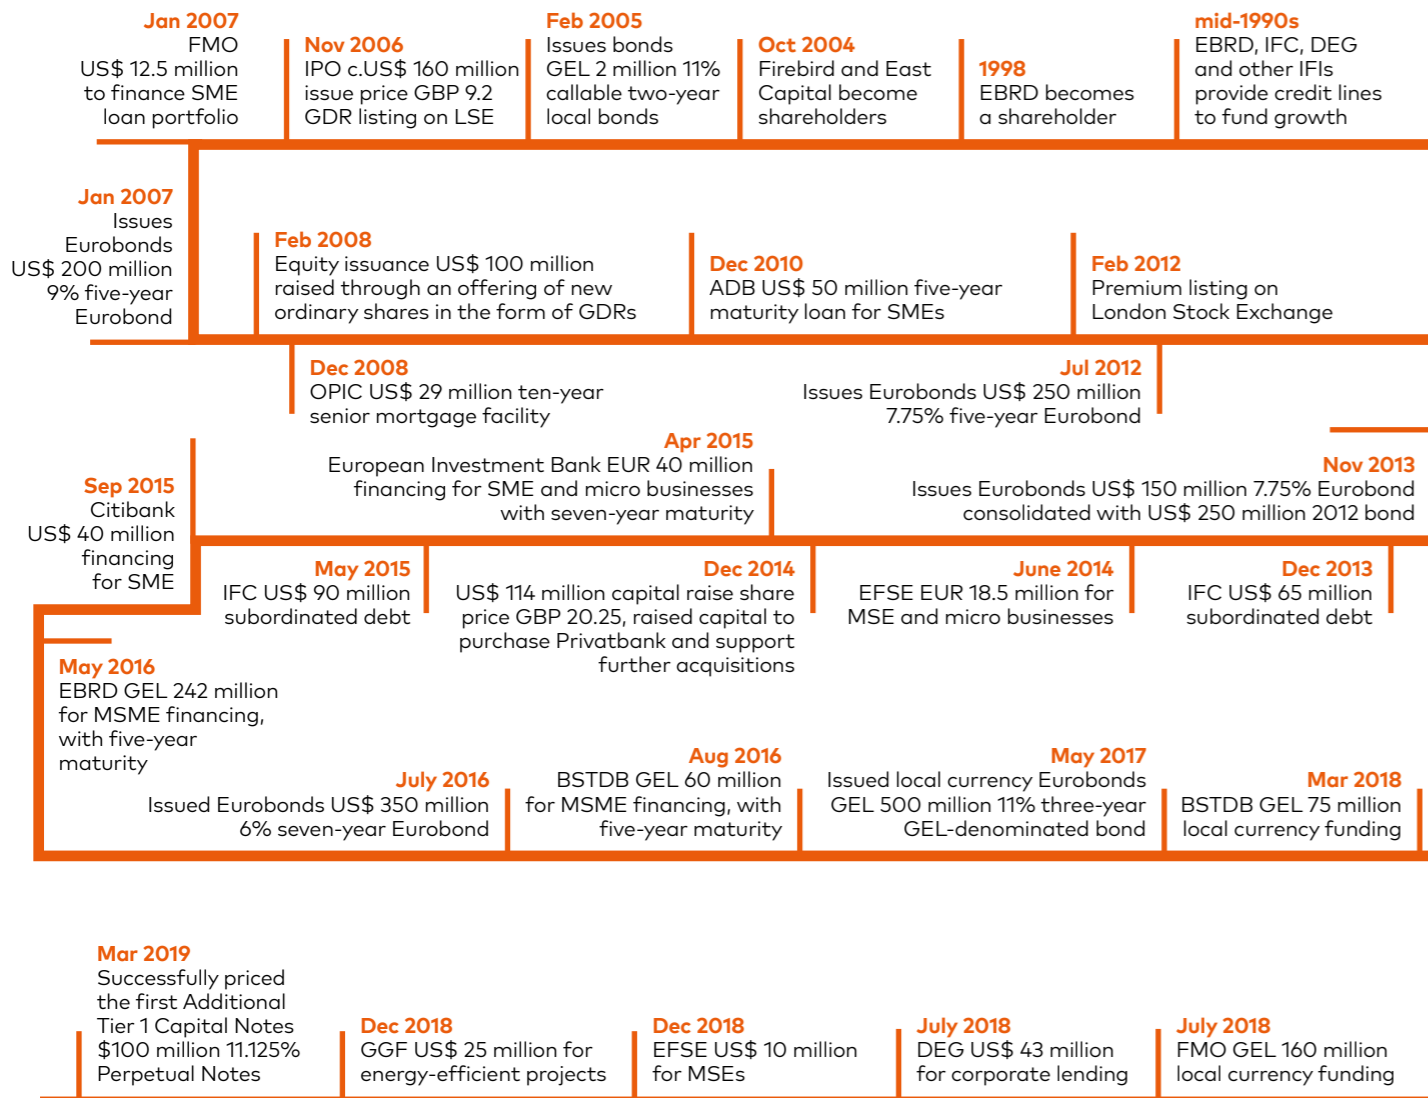 Jan 2007
FMO
US$ 12.5 million
to finance SME
loan portfolio
Nov 2006
IPO c.US$ 160 million
issue price GBP 9.2
GDR listing on LSE
Feb 2005
Issues bonds
GEL 2 million 11%
callable two-year
local bonds
Oct 2004
Firebird and East
Capital become
shareholders
1998
EBRD becomes
a shareholder
mid-1990s
EBRD, IFC, DEG
and other IFIs
provide credit lines
to fund growth
Jan 2007
Issues
Eurobonds
US$ 200 million
9% five-year
Eurobond
Feb 2008
Equity issuance US$ 100 million
raised through an offering of new
ordinary shares in the form of GDRs
Dec 2010
ADB US$ 50 million five-year
maturity loan for SMEs
Feb 2012
Premium listing on
London Stock Exchange
Dec 2008
OPIC US$ 29 million ten-year
senior mortgage facility
Jul 2012
Issues Eurobonds US$ 250 million
7.75% five-year Eurobond
Sep 2015
Citibank
US$ 40 million
financing
for SME
Apr 2015
European Investment Bank EUR 40 million
financing for SME and micro businesses
with seven-year maturity
Nov 2013
Issues Eurobonds US$ 150 million 7.75% Eurobond
consolidated with US$ 250 million 2012 bond
May 2015
IFC US$ 90 million
subordinated debt
Dec 2014
US$ 114 million capital raise share
price GBP 20.25, raised capital to
purchase Privatbank and support
further acquisitions
June 2014
EFSE EUR 18.5 million for
MSE and micro businesses
Dec 2013
IFC US$ 65 million
subordinated debt
May 2016
EBRD GEL 242 million
for MSME financing,
with five-year
maturity
July 2016
Issued Eurobonds US$ 350 million
6% seven-year Eurobond
Aug 2016
BSTDB GEL 60 million
for MSME financing, with
five-year maturity
May 2017
Issued local currency Eurobonds
GEL 500 million 11% three-year
GEL-denominated bond
Mar 2018
BSTDB GEL 75 million
local currency funding
Mar 2019
Successfully priced
the first Additional
Tier 1 Capital Notes
$100 million 11.125%
Perpetual Notes
Dec 2018
GGF US$ 25 million for
energy-efficient projects
Dec 2018
EFSE US$ 10 million
for MSEs
July 2018
DEG US$ 43 million
for corporate lending
July 2018
FMO GEL 160 million
local currency funding